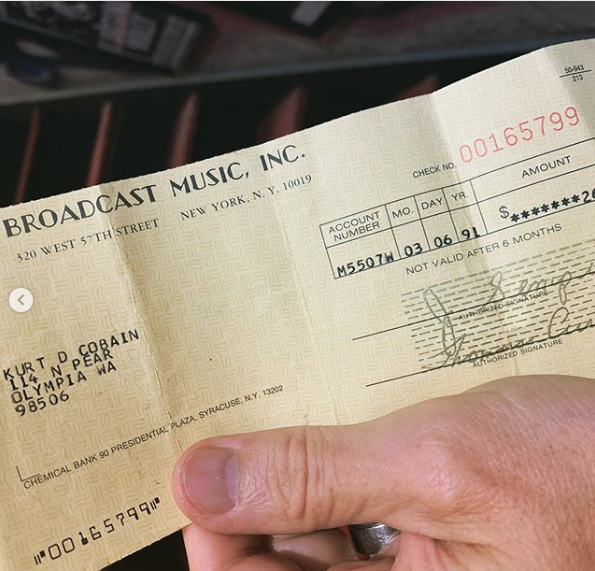 50-943
213
BROADCAST MUSIC, INC.
320 WEST 57TH STREET NEW YORK, N. Y. 10019
CHECK NO. 00165799
ACCOUNT NUMBER MO. DAY YR. AMOUNT
M5507W 03 06 91 $*******26
NOT VALID AFTER 6 MONTHS
AUTHORIZED SIGNATURE
AUTHORIZED SIGNATURE
KURT D COBAIN
114 N PEAR
OLYMPIA WA
98506
CHEMICAL BANK 90 PRESIDENTIAL PLAZA, SYRACUSE, N.Y. 13202
⑈00165799⑈